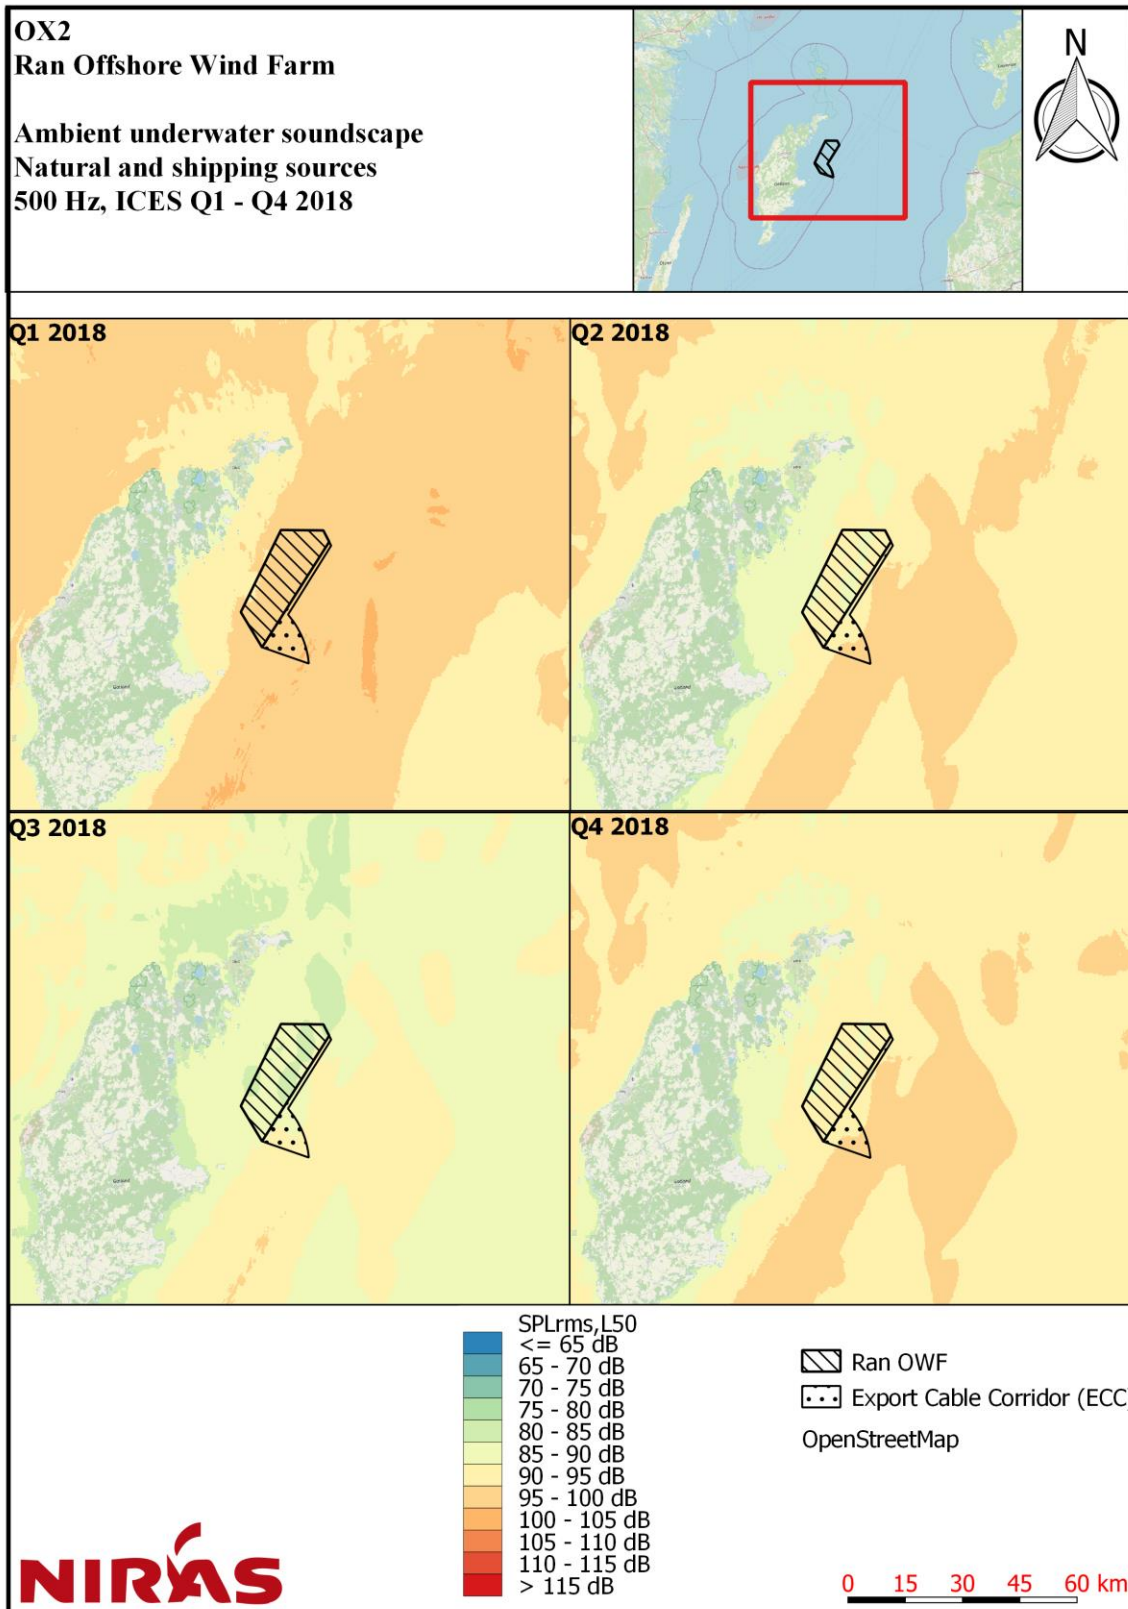 OX2
Ran Offshore Wind Farm
Ambient underwater soundscape
Natural and shipping sources
500 Hz, ICES Q1 - Q4 2018
N
Q1 2018
Q2 2018
Q3 2018
Q4 2018
SPLrms,L50
<= 65 dB
65 - 70 dB
70 - 75 dB
75 - 80 dB
80 - 85 dB
85 - 90 dB
90 - 95 dB
95 - 100 dB
100 - 105 dB
105 - 110 dB
110 - 115 dB
> 115 dB
Ran OWF
Export Cable Corridor (ECC)
OpenStreetMap
NIRAS
0 15 30 45 60 km